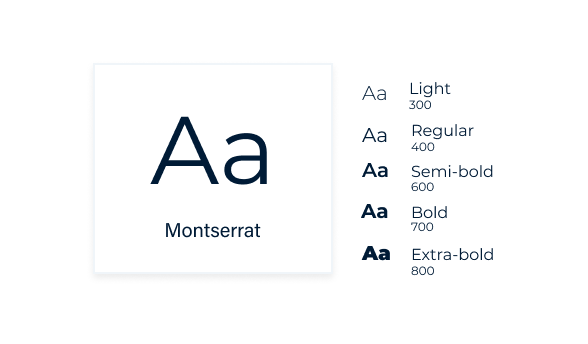 Aa
Montserrat
Aa Light
300
Aa Regular
400
Aa Semi-bold
600
Aa Bold
700
Aa Extra-bold
800